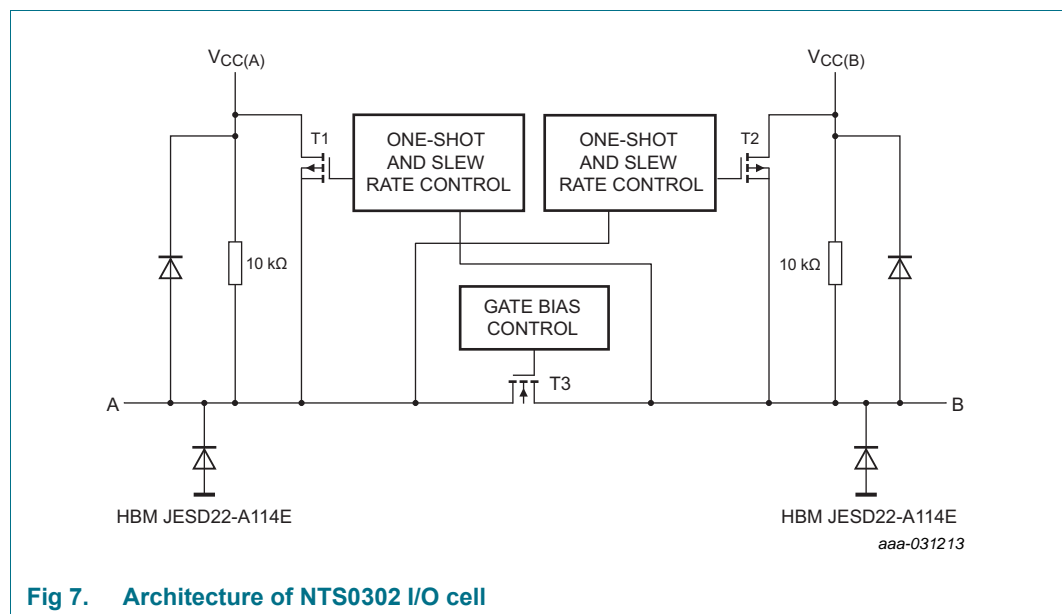 VCC(A)
VCC(B)
T1
ONE-SHOT
AND SLEW
RATE CONTROL
ONE-SHOT
AND SLEW
RATE CONTROL
T2
10 kΩ
10 kΩ
GATE BIAS
CONTROL
T3
A
B
HBM JESD22-A114E
HBM JESD22-A114E
aaa-031213
Fig 7. Architecture of NTS0302 I/O cell